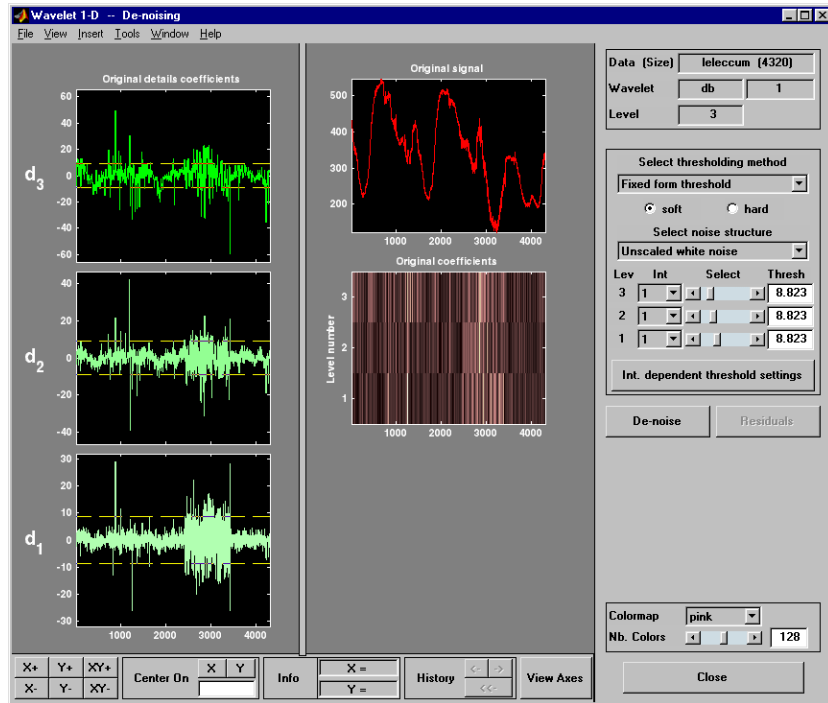 Wavelet 1-D -- De-noising
File View Insert Tools Window Help
Original details coefficients
60
40
20
0
-20
-40
-60
d3
40
20
0
-20
-40
d2
30
20
10
0
-10
-20
-30
d1
1000 2000 3000 4000
Original signal
500
400
300
200
1000 2000 3000 4000
Original coefficients
Level number
3
2
1
1000 2000 3000 4000
Data (Size) leleccum (4320)
Wavelet db 1
Level 3
Select thresholding method
Fixed form threshold
soft hard
Select noise structure
Unscaled white noise
Lev Int Select Thresh
3 1 8.823
2 1 8.823
1 1 8.823
Int. dependent threshold settings
De-noise Residuals
Colormap pink
Nb. Colors 128
Close
X+ Y+ XY+
X- Y- XY-
Center On X Y
Info X =
Y =
History <- ->
<<-
View Axes